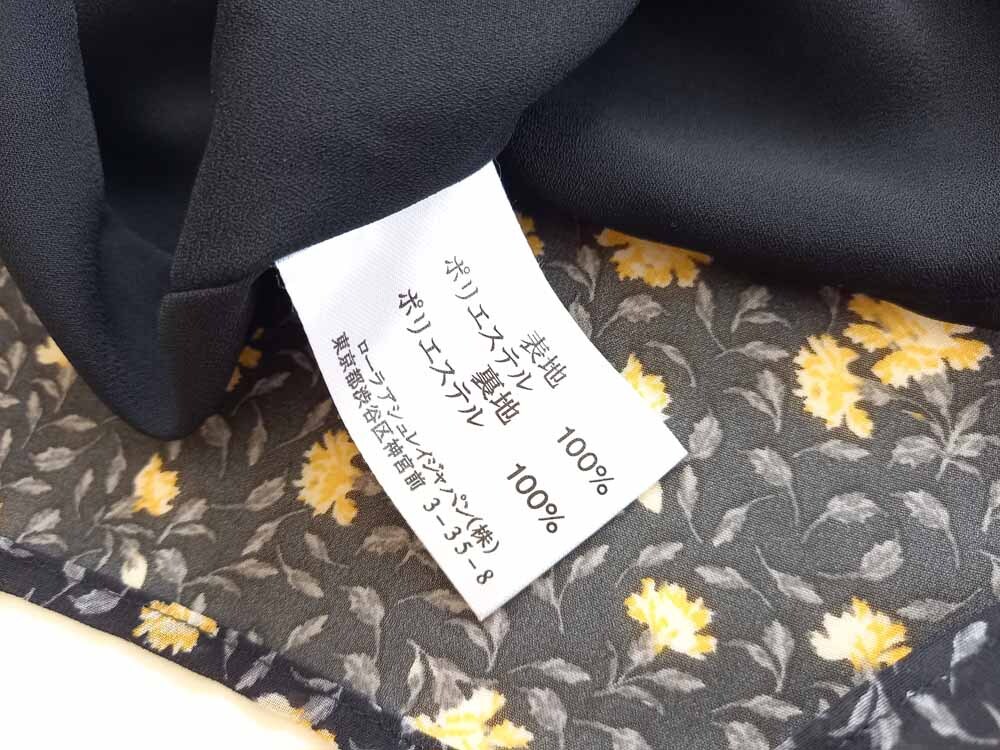 表地
ポリエステル 100%
裏地
ポリエステル 100%
ローラアシュレイジャパン(株)
東京都渋谷区神宮前 3-35-8